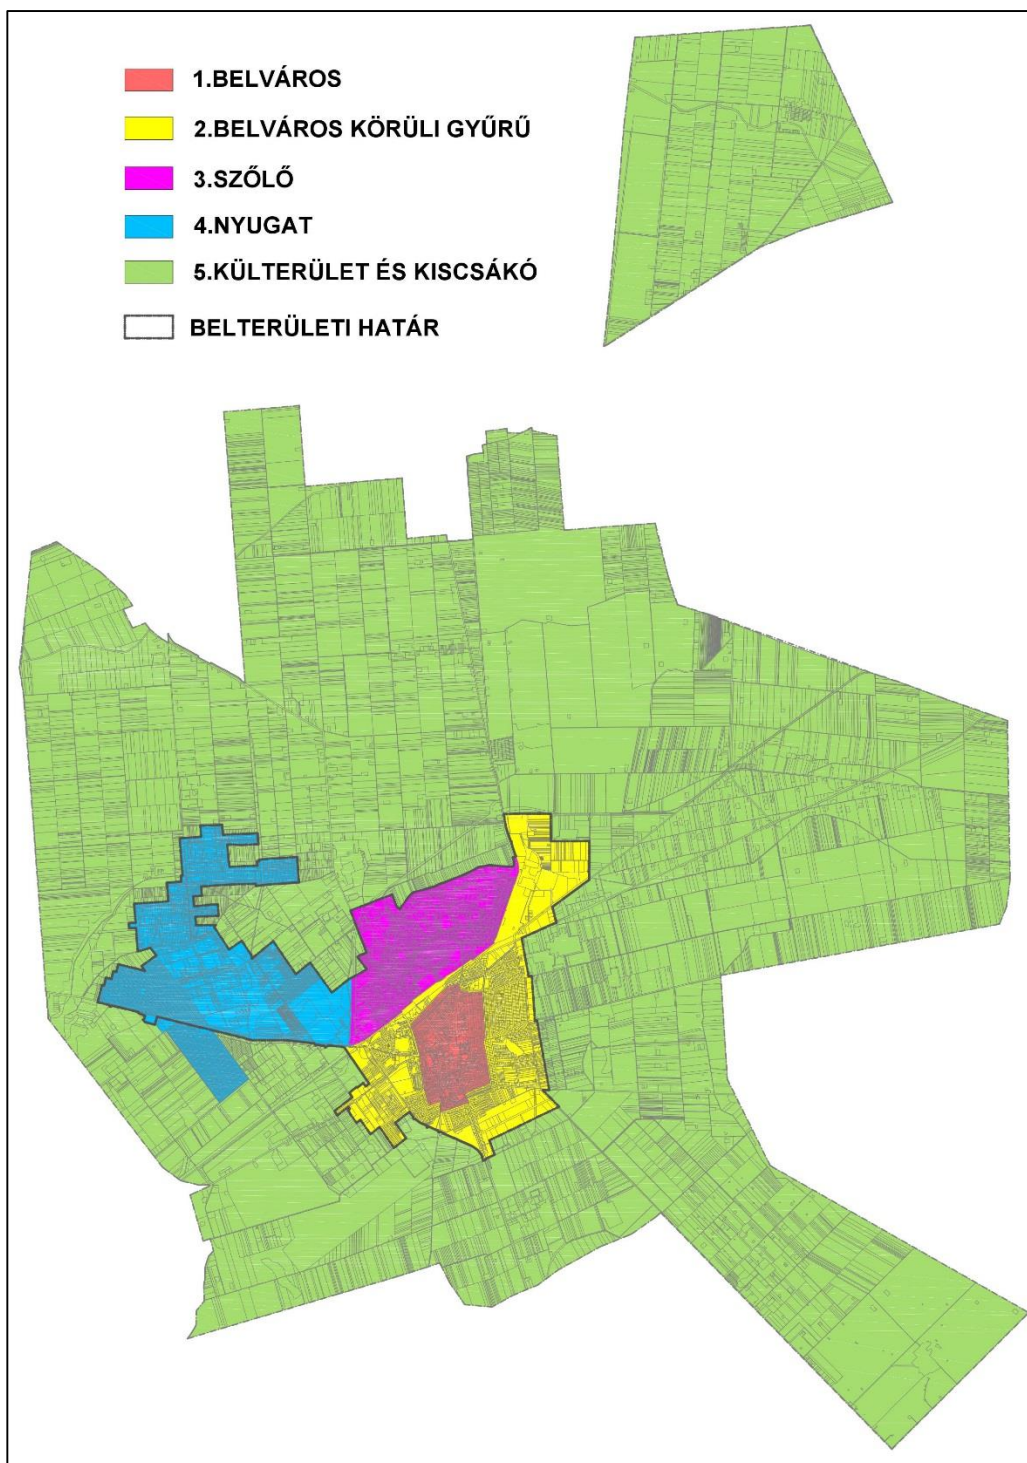 1.BELVÁROS
2.BELVÁROS KÖRÜLI GYŰRŰ
3.SZŐLŐ
4.NYUGAT
5.KÜLTERÜLET ÉS KISCSÁKÓ
BELTERÜLETI HATÁR